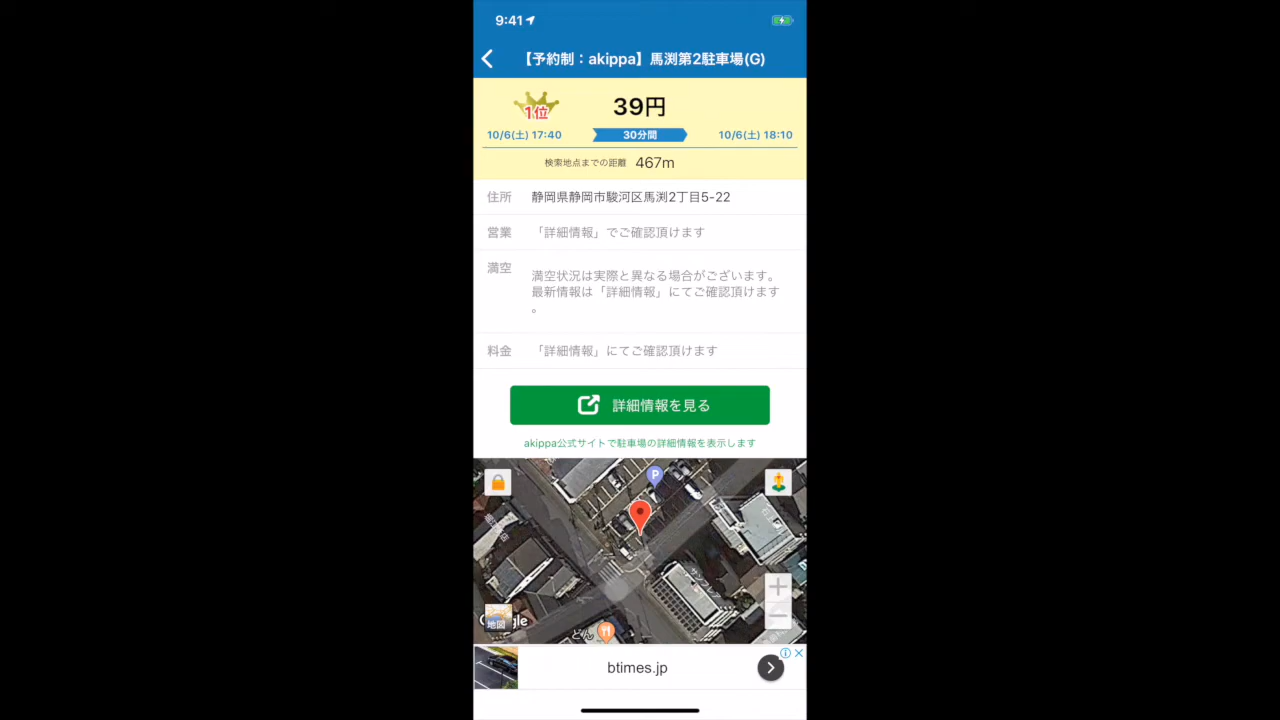 9:41
【予約制：akippa】馬渕第2駐車場(G)
1位
39円
10/6(土) 17:40
30分間
10/6(土) 18:10
検索地点までの距離 467m
住所 静岡県静岡市駿河区馬渕2丁目5-22
営業 「詳細情報」でご確認頂けます
満空 満空状況は実際と異なる場合がございます。
最新情報は「詳細情報」にてご確認頂けます
。
料金 「詳細情報」にてご確認頂けます
詳細情報を見る
akippa公式サイトで駐車場の詳細情報を表示します
P
サンフレア
地図
gle
どん
btimes.jp